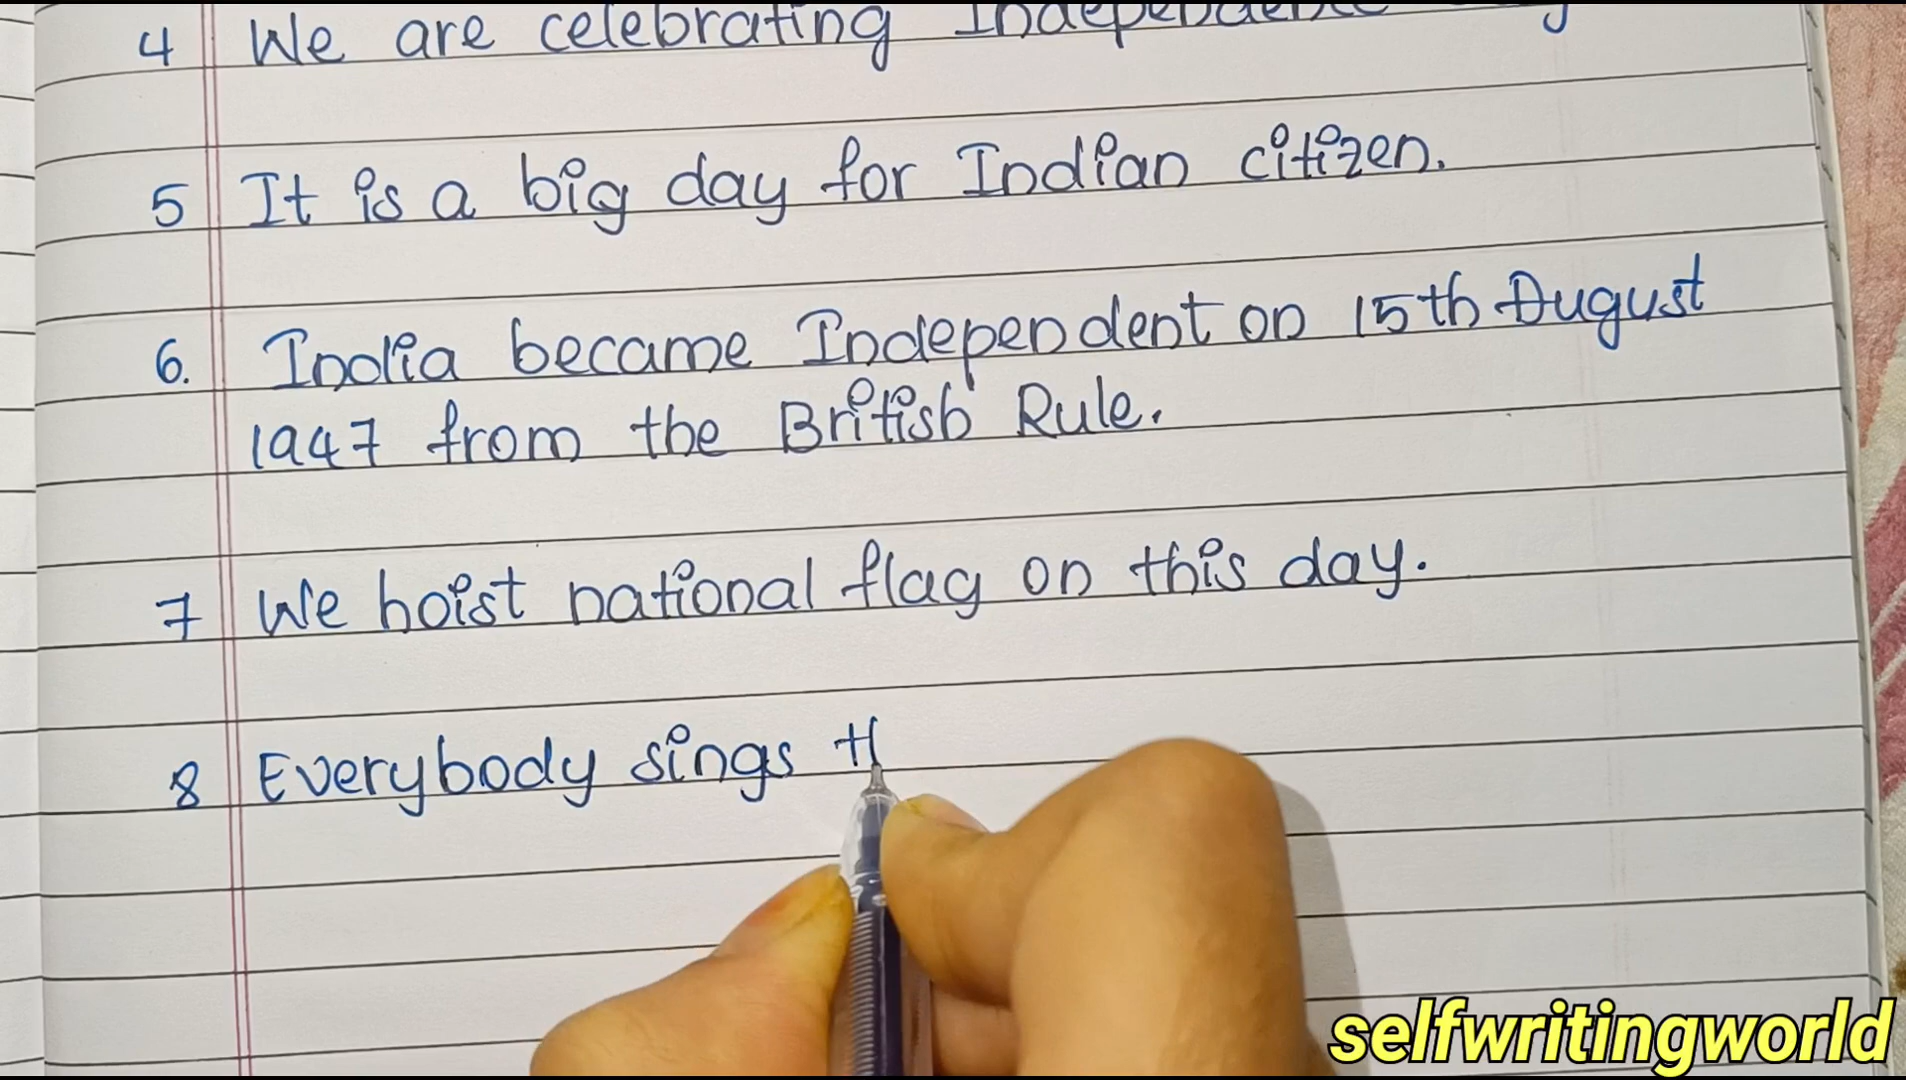 4 We are celebrating
5 It is a big day for Indian citizen.
6. India became Independent on 15th August
1947 from the British Rule.
7 We hoist national flag on this day.
8 Everybody sings th
selfwritingworld